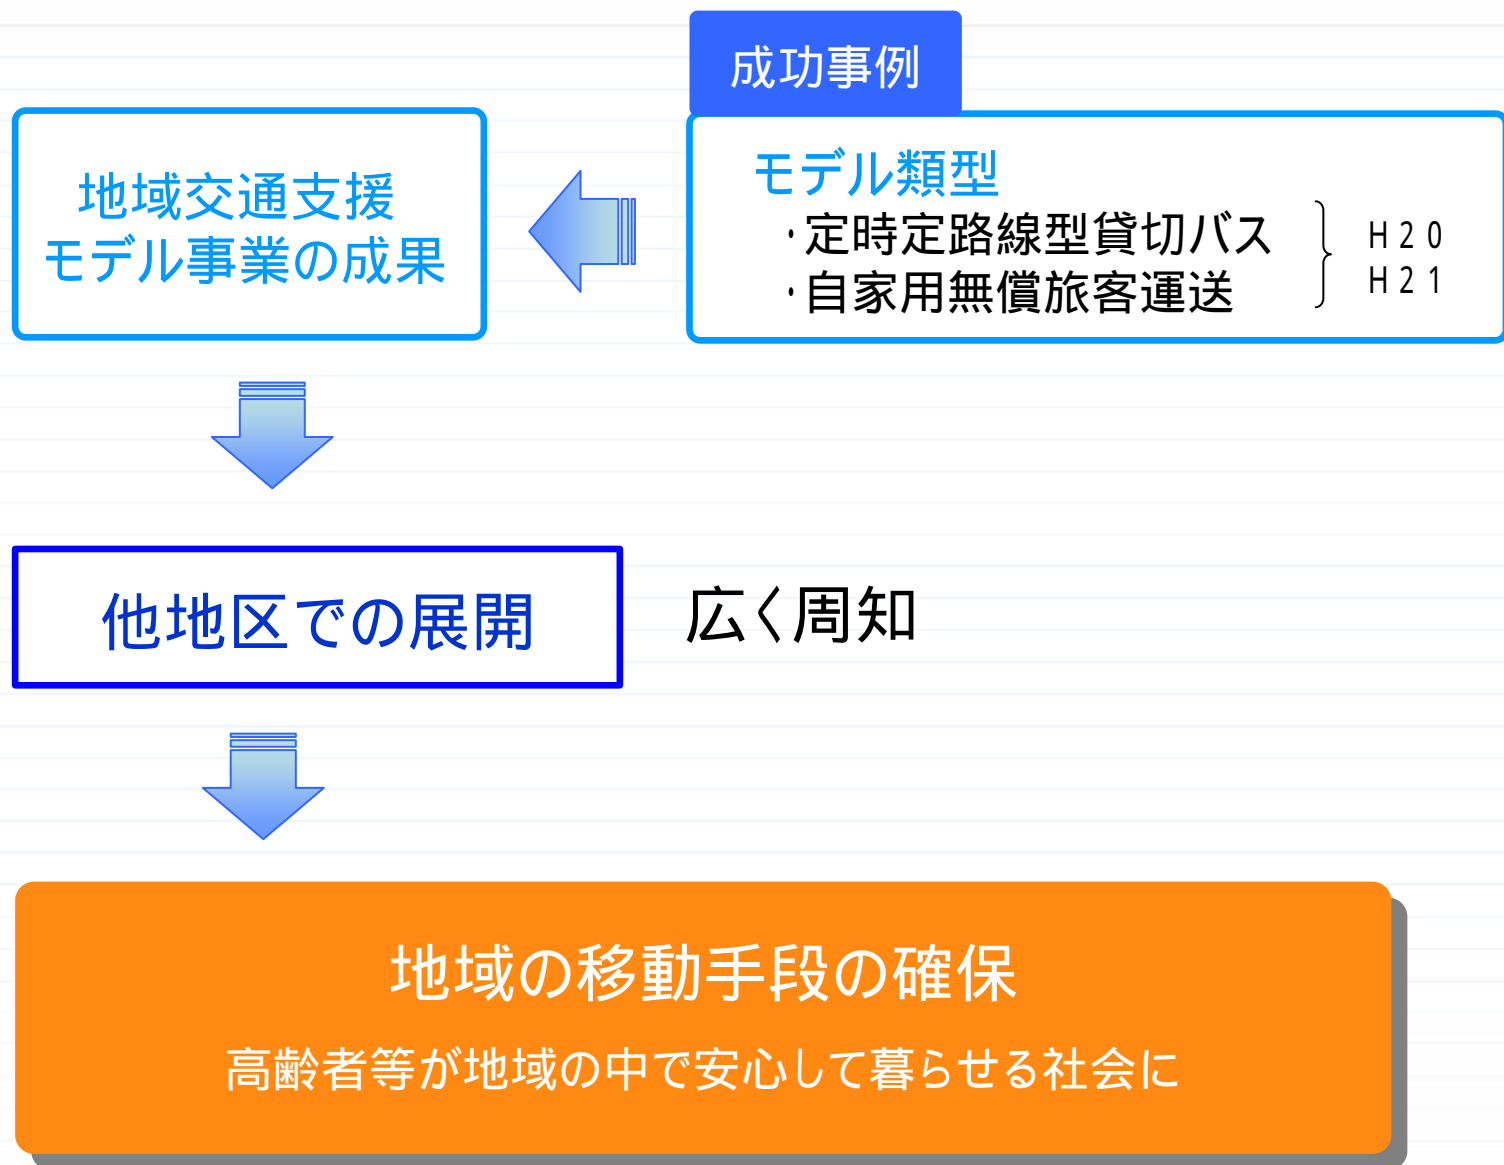 成功事例
地域交通支援
モデル事業の成果
モデル類型
・定時定路線型貸切バス
・自家用無償旅客運送
H20
H21
他地区での展開
広く周知
地域の移動手段の確保
高齢者等が地域の中で安心して暮らせる社会に